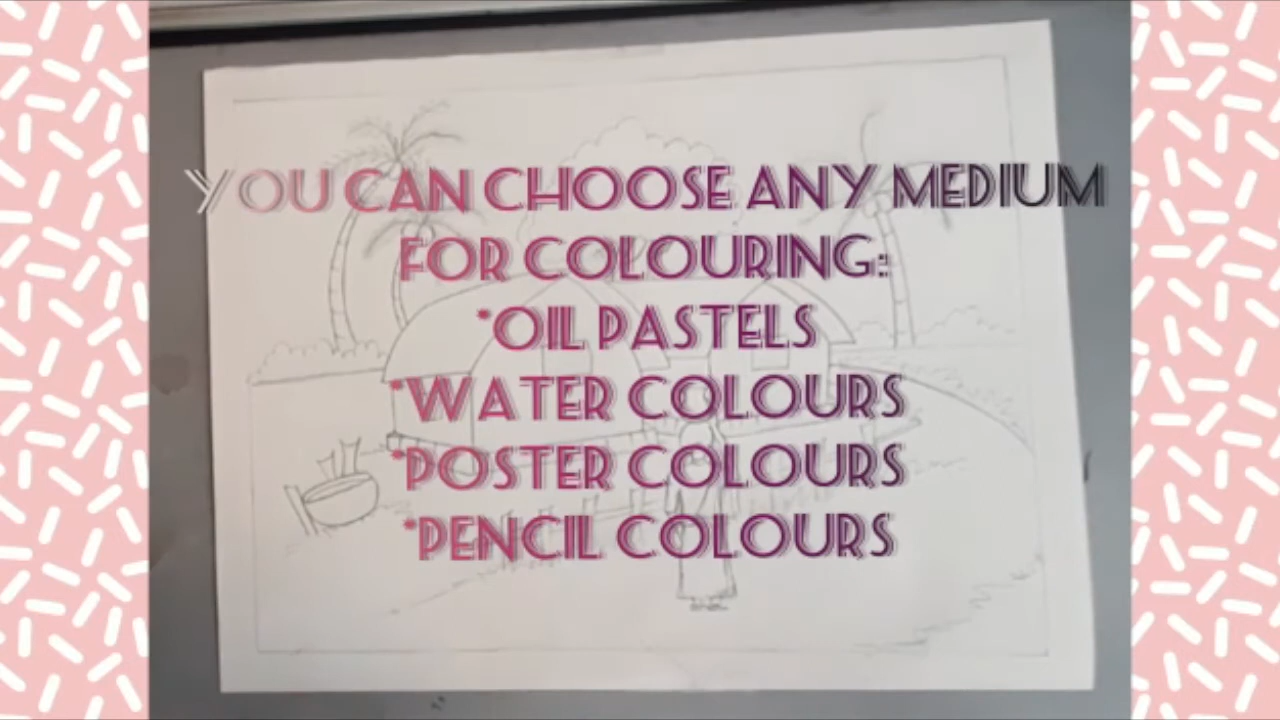 YOU CAN CHOOSE ANY MEDIUM
FOR COLOURING:
*OIL PASTELS
*WATER COLOURS
*POSTER COLOURS
*PENCIL COLOURS